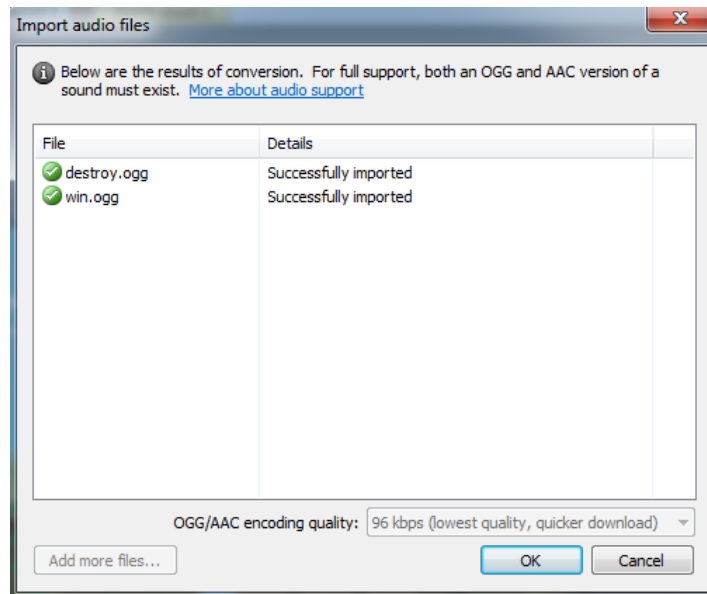 Import audio files
Below are the results of conversion. For full support, both an OGG and AAC version of a
sound must exist. More about audio support
File Details
destroy.ogg Successfully imported
win.ogg Successfully imported
OGG/AAC encoding quality: 96 kbps (lowest quality, quicker download)
Add more files... OK Cancel